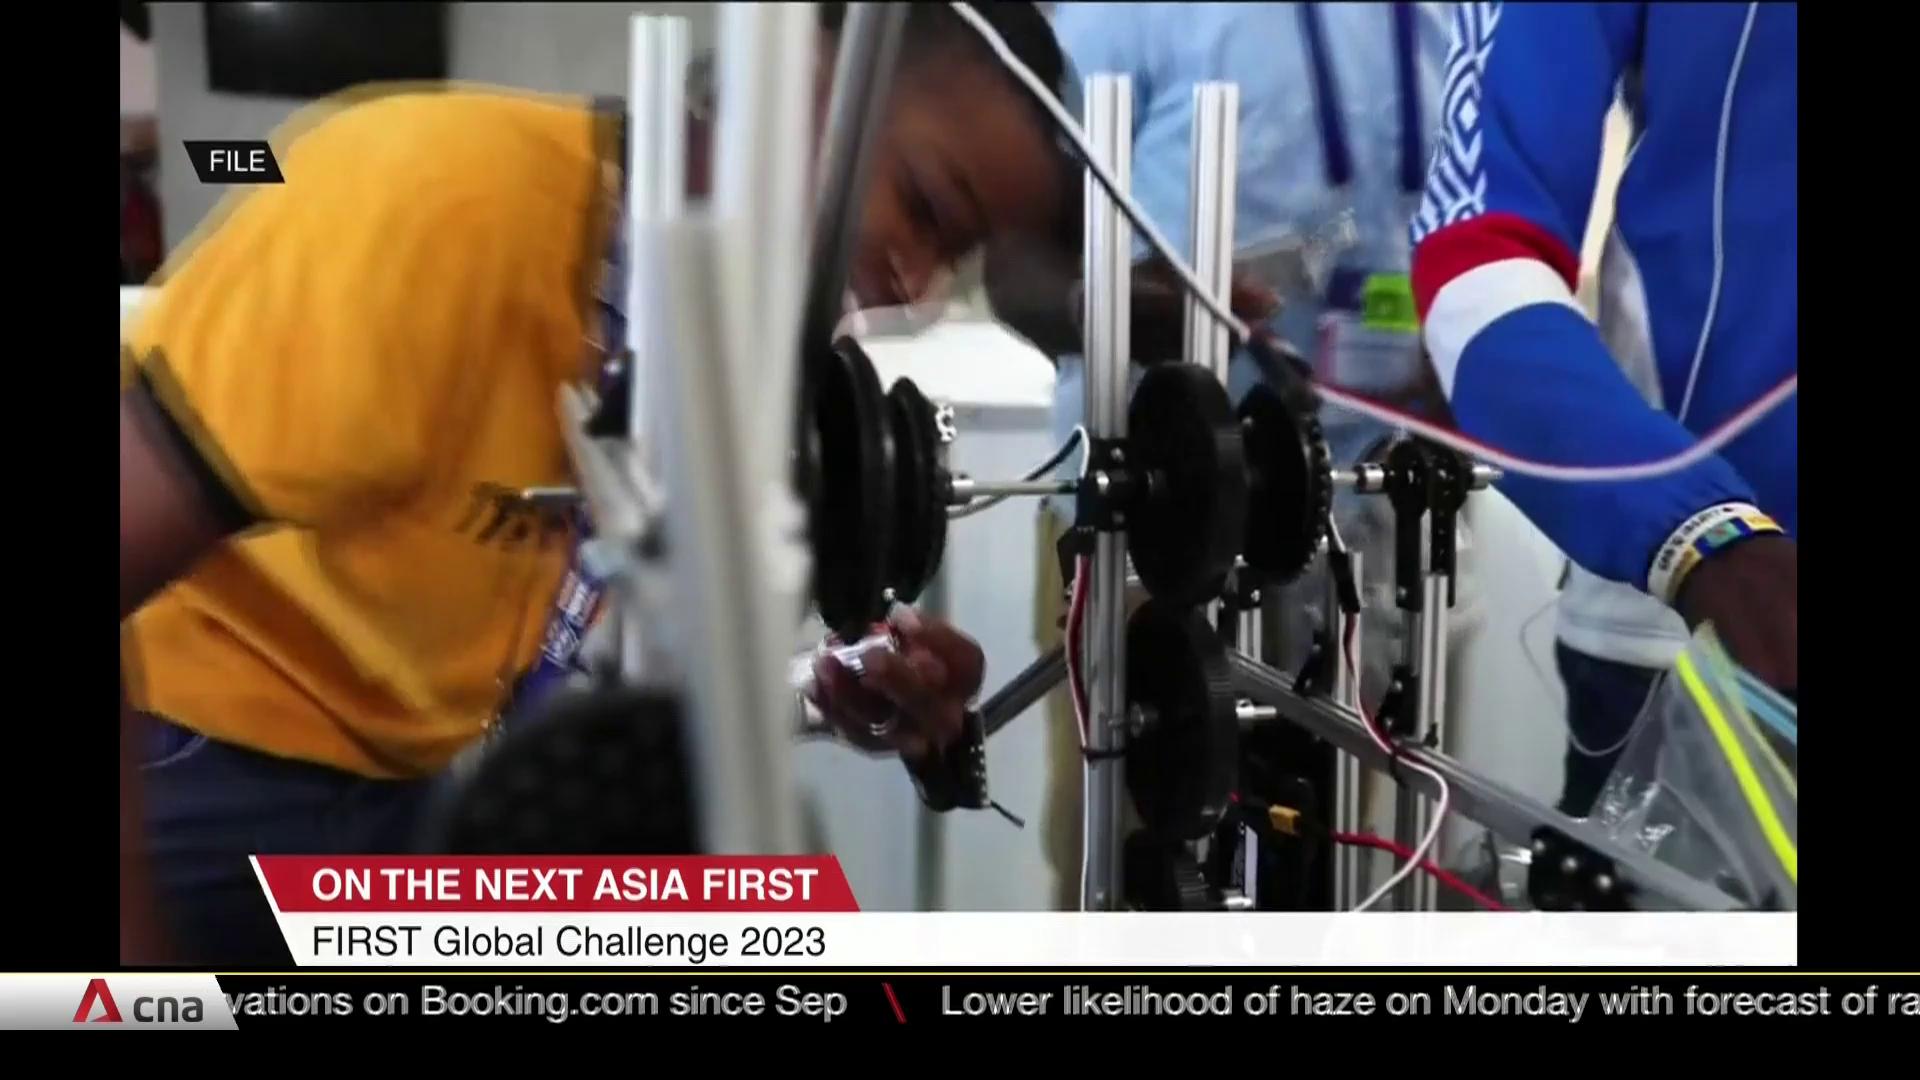 FILE
ON THE NEXT ASIA FIRST
FIRST Global Challenge 2023
cna
vations on Booking.com since Sep \ Lower likelihood of haze on Monday with forecast of ra